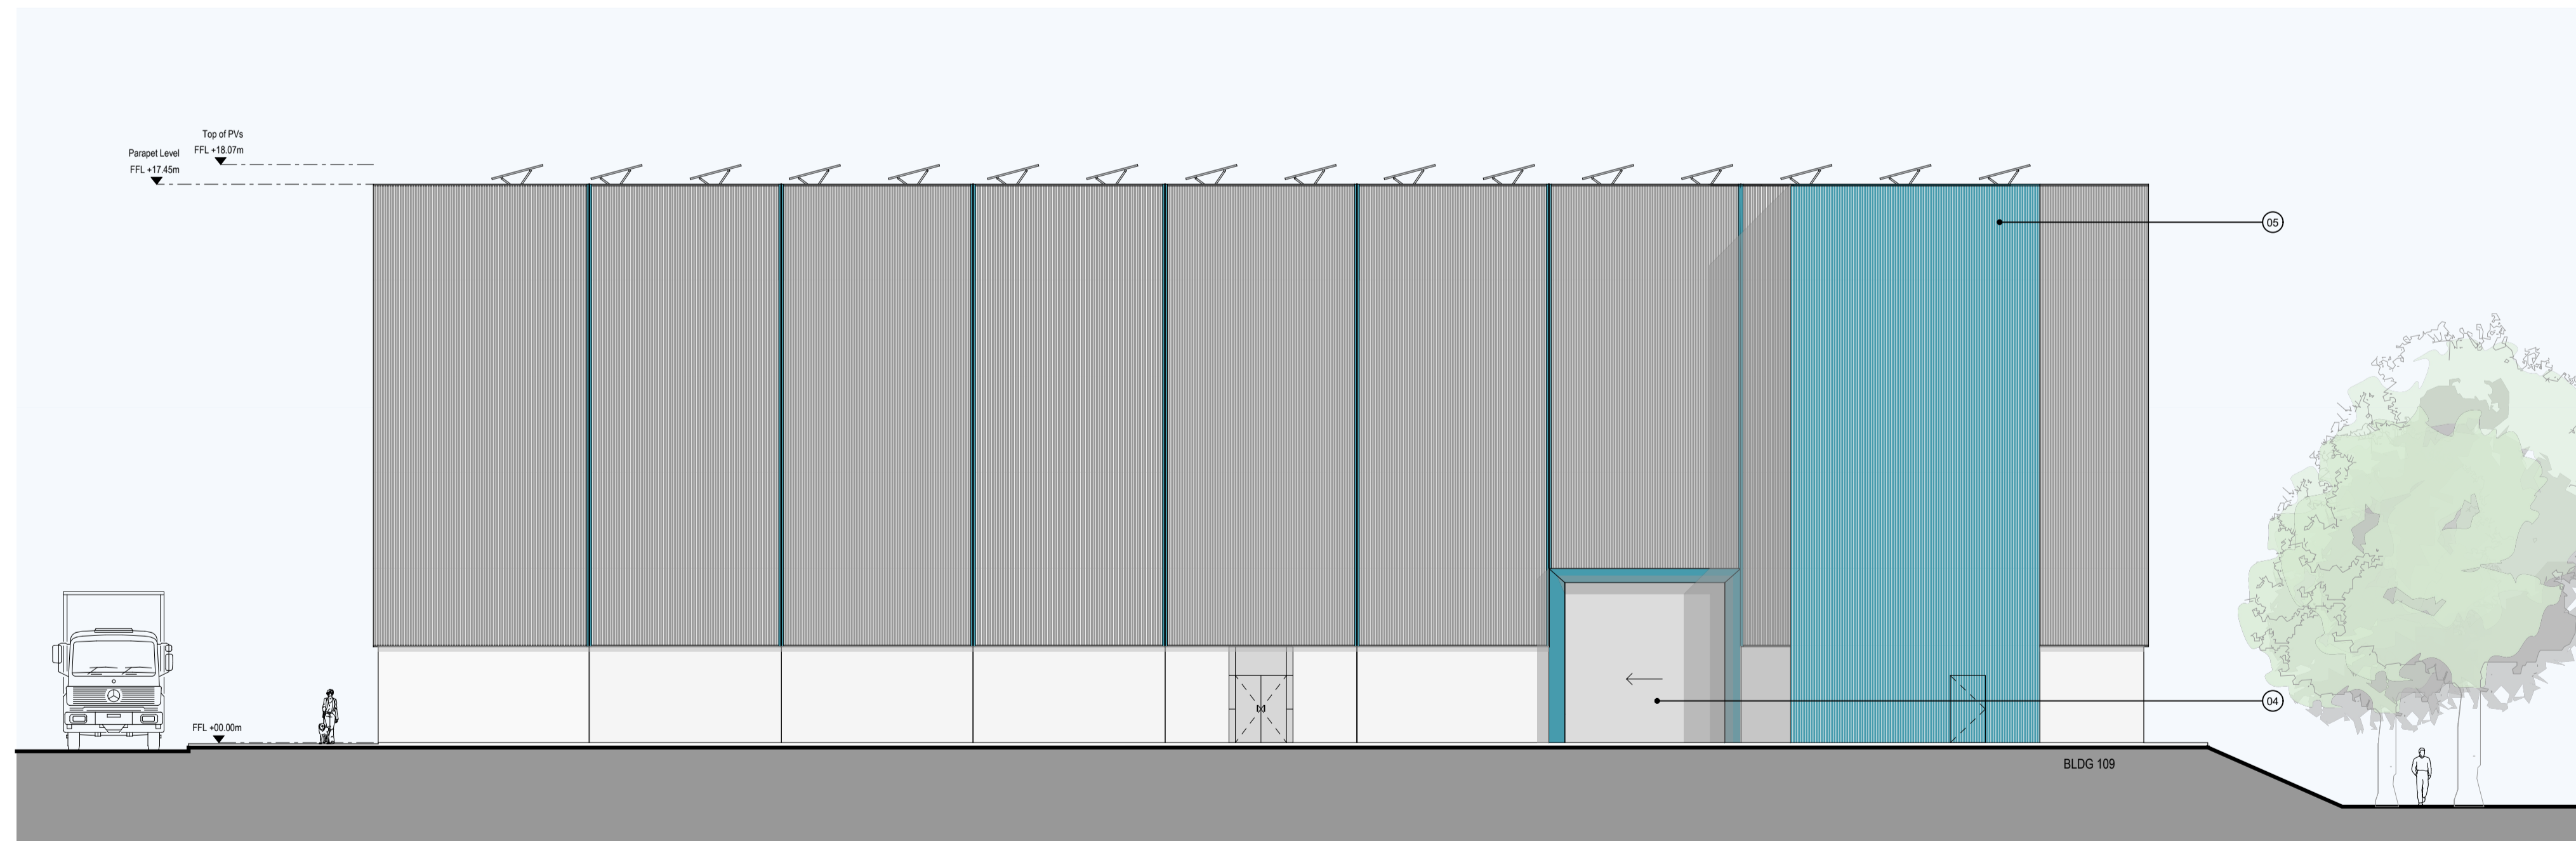 Top of PVs
FFL +18.07m
Parapet Level
FFL +17.45m
05
04
FFL +00.00m
BLDG 109